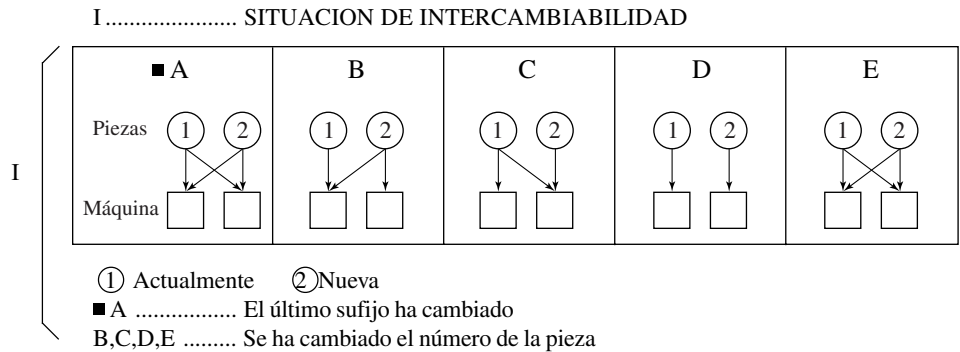 I ..................... SITUACION DE INTERCAMBIABILIDAD
■ A B C D E
Piezas 1 2 1 2 1 2 1 2 1 2
I
Máquina
1 Actualmente 2 Nueva
■ A ................. El último sufijo ha cambiado
B,C,D,E ......... Se ha cambiado el número de la pieza